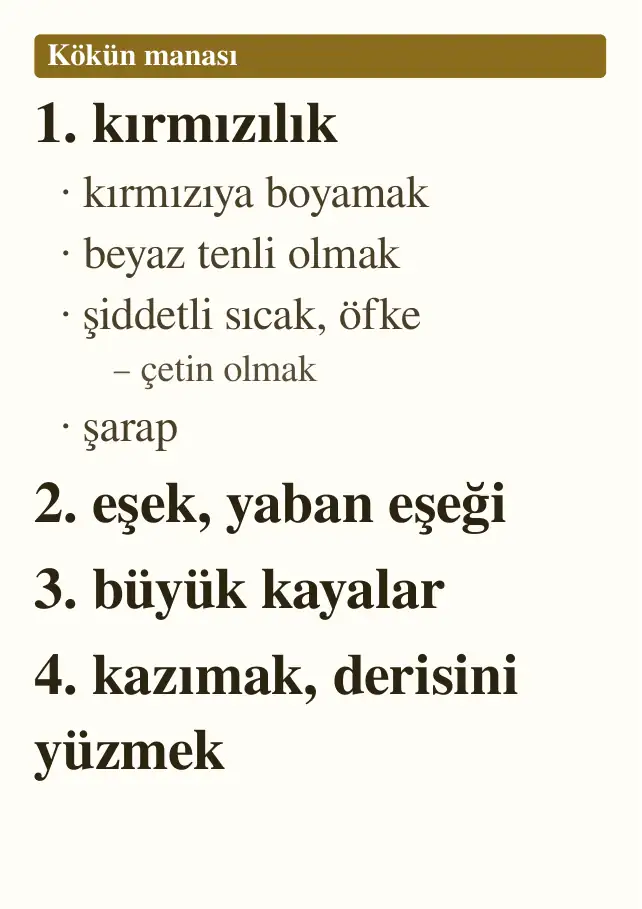 Kökün manası
1. kırmızılık
· kırmızıya boyamak
· beyaz tenli olmak
· şiddetli sıcak, öfke
– çetin olmak
· şarap
2. eşek, yaban eşeği
3. büyük kayalar
4. kazımak, derisini
yüzmek